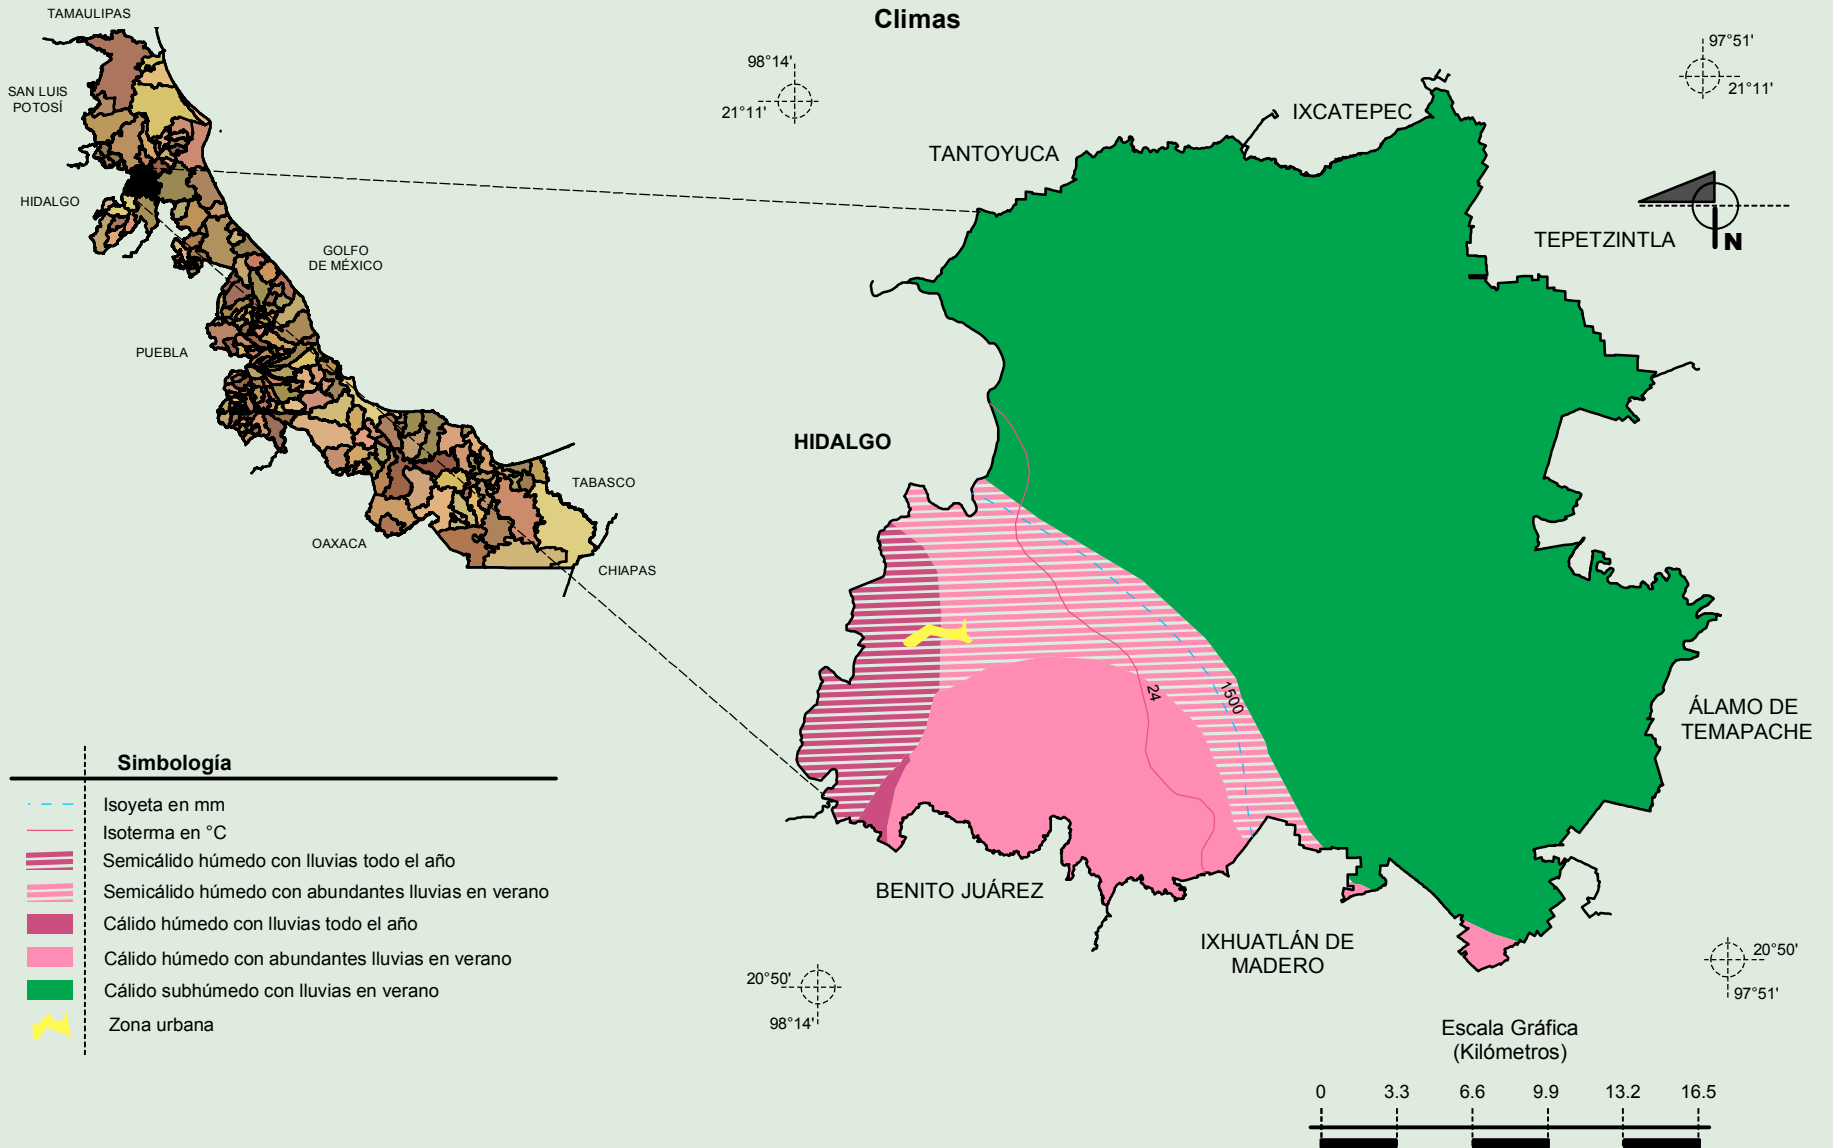 Climas
TAMAULIPAS
SAN LUIS
POTOSÍ
HIDALGO
GOLFO
DE MÉXICO
PUEBLA
OAXACA
TABASCO
CHIAPAS
98°14'
21°11'
97°51'
21°11'
IXCATEPEC
TANTOYUCA
TEPETZINTLA
N
HIDALGO
24
1500
ÁLAMO DE
TEMAPACHE
BENITO JUÁREZ
IXHUATLÁN DE
MADERO
20°50'
98°14'
20°50'
97°51'
Simbología
Isoyeta en mm
Isoterma en °C
Semicálido húmedo con lluvias todo el año
Semicálido húmedo con abundantes lluvias en verano
Cálido húmedo con lluvias todo el año
Cálido húmedo con abundantes lluvias en verano
Cálido subhúmedo con lluvias en verano
Zona urbana
Escala Gráfica
(Kilómetros)
0 3.3 6.6 9.9 13.2 16.5